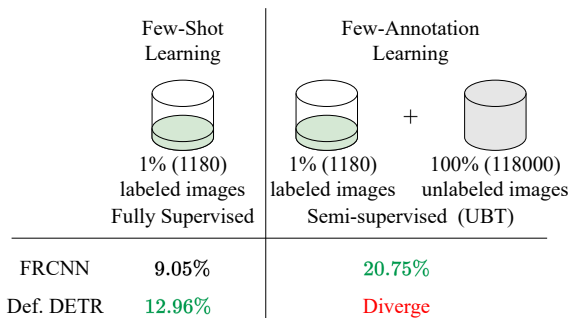 Few-Shot Learning
Few-Annotation Learning
+
1% (1180) labeled images
1% (1180) labeled images
100% (118000) unlabeled images
Fully Supervised
Semi-supervised (UBT)
FRCNN 9.05% 20.75%
Def. DETR 12.96% Diverge